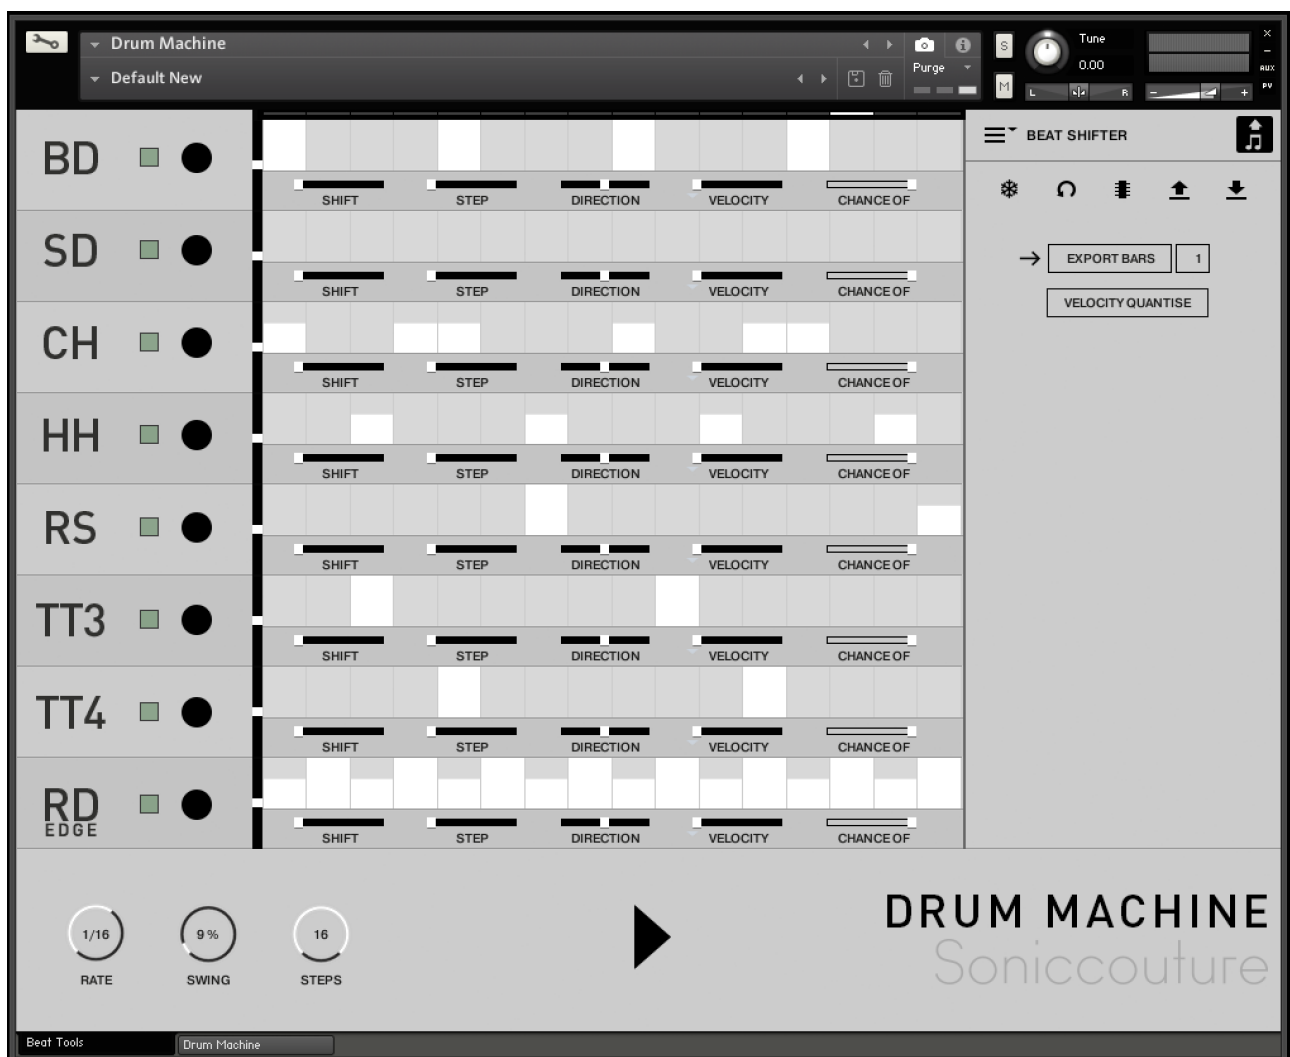 Drum Machine
Default New
Purge
S
M
Tune
0.00
L R
- +
×
–
AUX
PV
BD
SHIFT STEP DIRECTION VELOCITY CHANCE OF
SD
SHIFT STEP DIRECTION VELOCITY CHANCE OF
CH
SHIFT STEP DIRECTION VELOCITY CHANCE OF
HH
SHIFT STEP DIRECTION VELOCITY CHANCE OF
RS
SHIFT STEP DIRECTION VELOCITY CHANCE OF
TT3
SHIFT STEP DIRECTION VELOCITY CHANCE OF
TT4
SHIFT STEP DIRECTION VELOCITY CHANCE OF
RD
EDGE
SHIFT STEP DIRECTION VELOCITY CHANCE OF
BEAT SHIFTER
EXPORT BARS 1
VELOCITY QUANTISE
1/16 9 % 16
RATE SWING STEPS
DRUM MACHINE
Soniccouture
Beat Tools Drum Machine